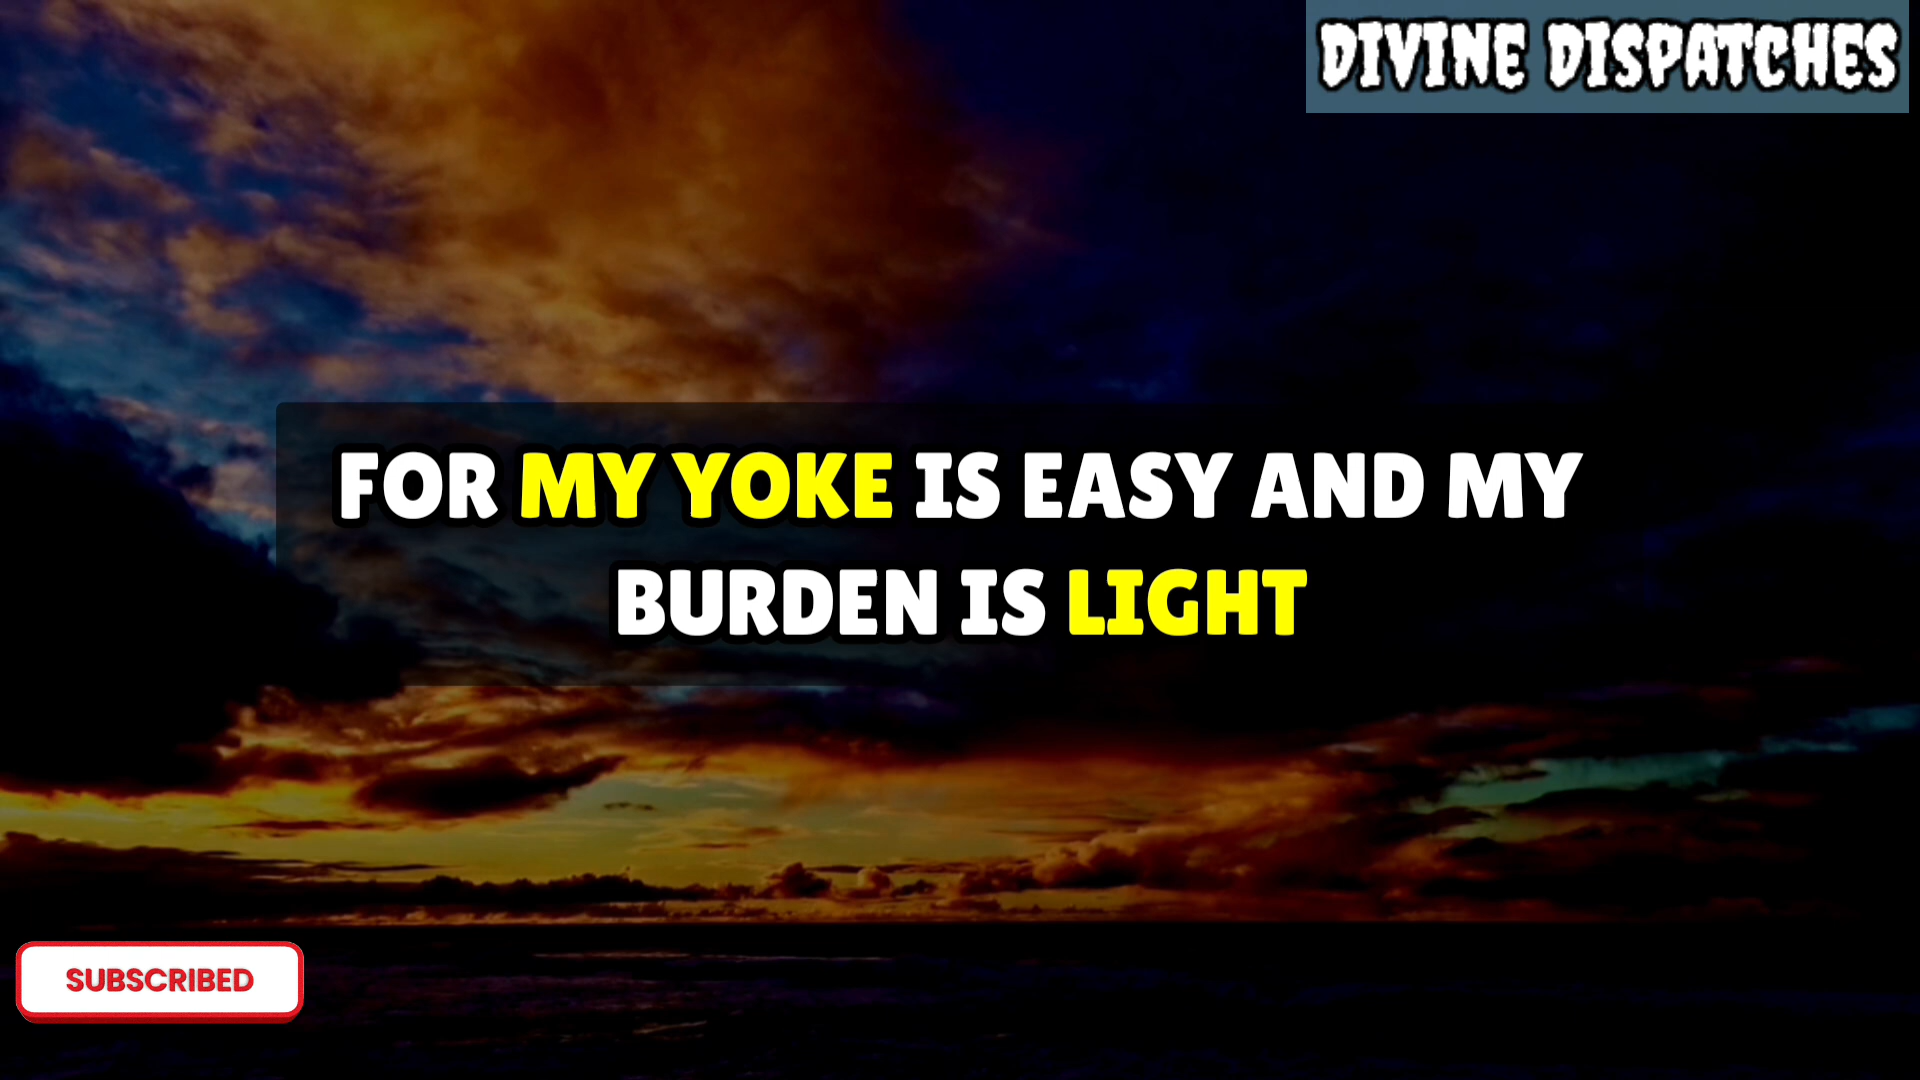 DIVINE DISPATCHES
FOR MY YOKE IS EASY AND MY
BURDEN IS LIGHT
SUBSCRIBED